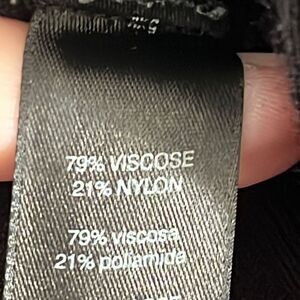 79% VISCOSE
21% NYLON
79% viscosa
21% poliamida